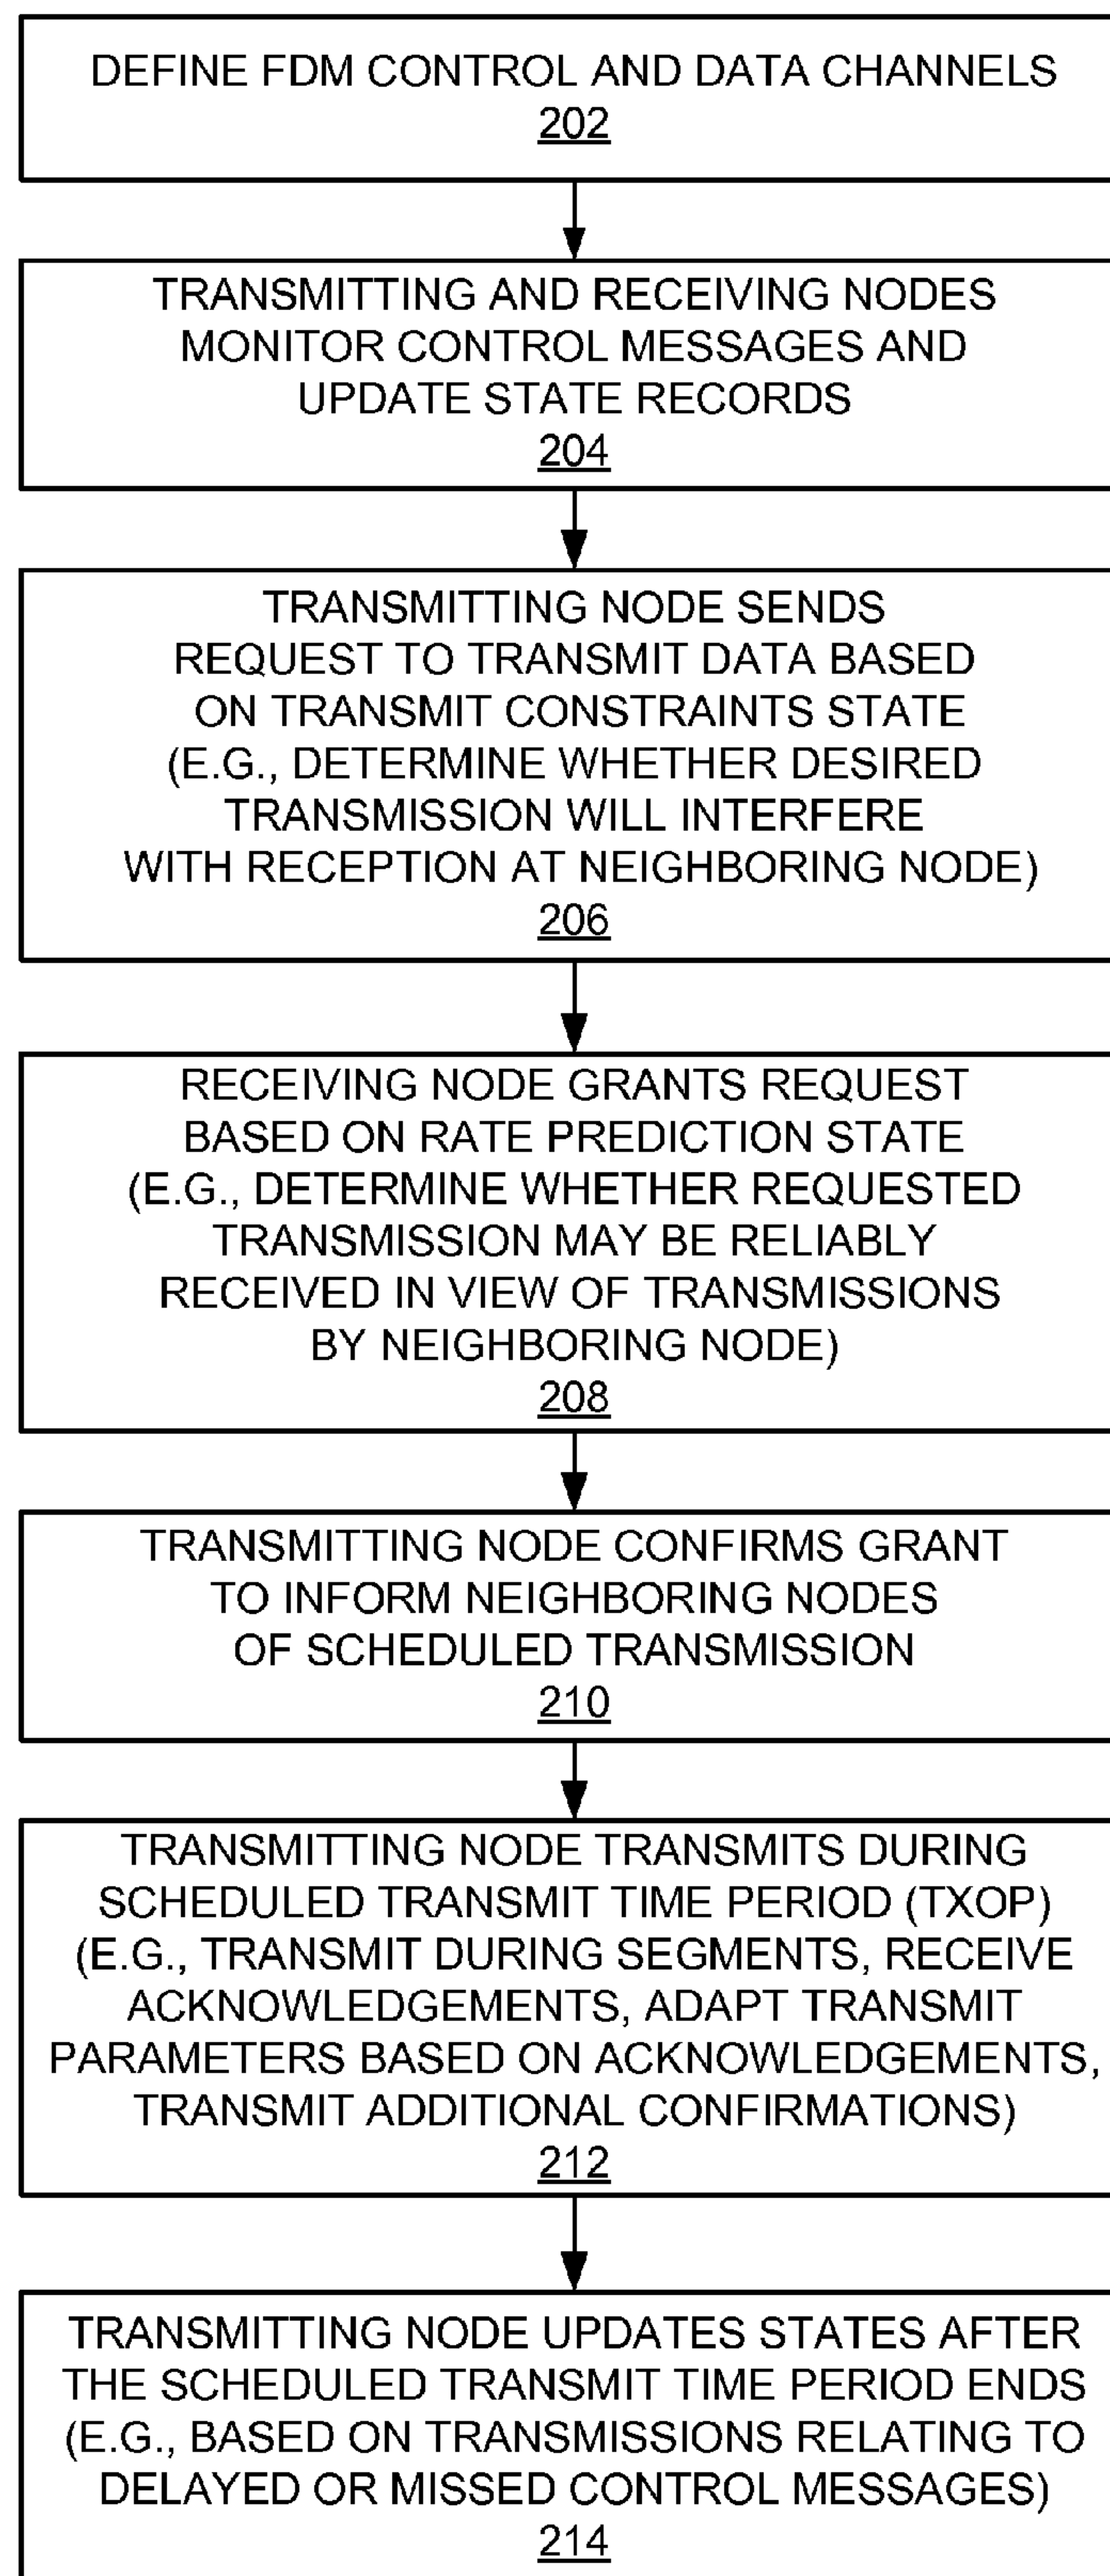 DEFINE FDM CONTROL AND DATA CHANNELS
202
TRANSMITTING AND RECEIVING NODES
MONITOR CONTROL MESSAGES AND
UPDATE STATE RECORDS
204
TRANSMITTING NODE SENDS
REQUEST TO TRANSMIT DATA BASED
ON TRANSMIT CONSTRAINTS STATE
(E.G., DETERMINE WHETHER DESIRED
TRANSMISSION WILL INTERFERE
WITH RECEPTION AT NEIGHBORING NODE)
206
RECEIVING NODE GRANTS REQUEST
BASED ON RATE PREDICTION STATE
(E.G., DETERMINE WHETHER REQUESTED
TRANSMISSION MAY BE RELIABLY
RECEIVED IN VIEW OF TRANSMISSIONS
BY NEIGHBORING NODE)
208
TRANSMITTING NODE CONFIRMS GRANT
TO INFORM NEIGHBORING NODES
OF SCHEDULED TRANSMISSION
210
TRANSMITTING NODE TRANSMITS DURING
SCHEDULED TRANSMIT TIME PERIOD (TXOP)
(E.G., TRANSMIT DURING SEGMENTS, RECEIVE
ACKNOWLEDGEMENTS, ADAPT TRANSMIT
PARAMETERS BASED ON ACKNOWLEDGEMENTS,
TRANSMIT ADDITIONAL CONFIRMATIONS)
212
TRANSMITTING NODE UPDATES STATES AFTER
THE SCHEDULED TRANSMIT TIME PERIOD ENDS
(E.G., BASED ON TRANSMISSIONS RELATING TO
DELAYED OR MISSED CONTROL MESSAGES)
214